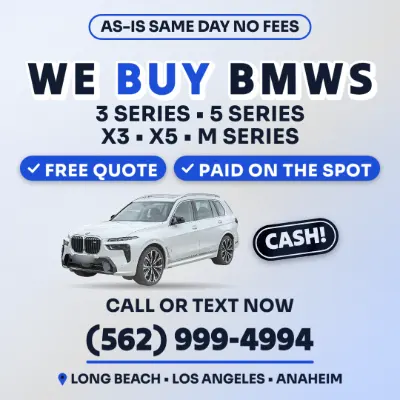 AS-IS SAME DAY NO FEES
WE BUY BMWS
3 SERIES ▪ 5 SERIES
X3 ▪ X5 ▪ M SERIES
FREE QUOTE
PAID ON THE SPOT
CASH!
CALL OR TEXT NOW
(562) 999-4994
LONG BEACH ▪ LOS ANGELES ▪ ANAHEIM